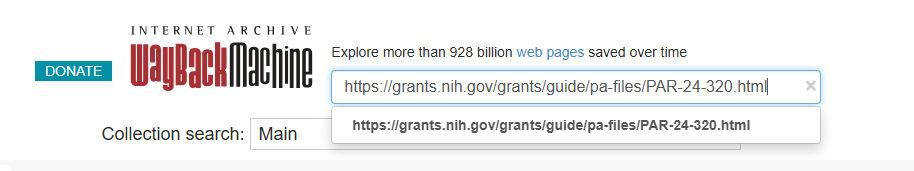 INTERNET ARCHIVE
WayBackMachine
DONATE
Explore more than 928 billion web pages saved over time
https://grants.nih.gov/grants/guide/pa-files/PAR-24-320.html
×
https://grants.nih.gov/grants/guide/pa-files/PAR-24-320.html
Collection search: Main